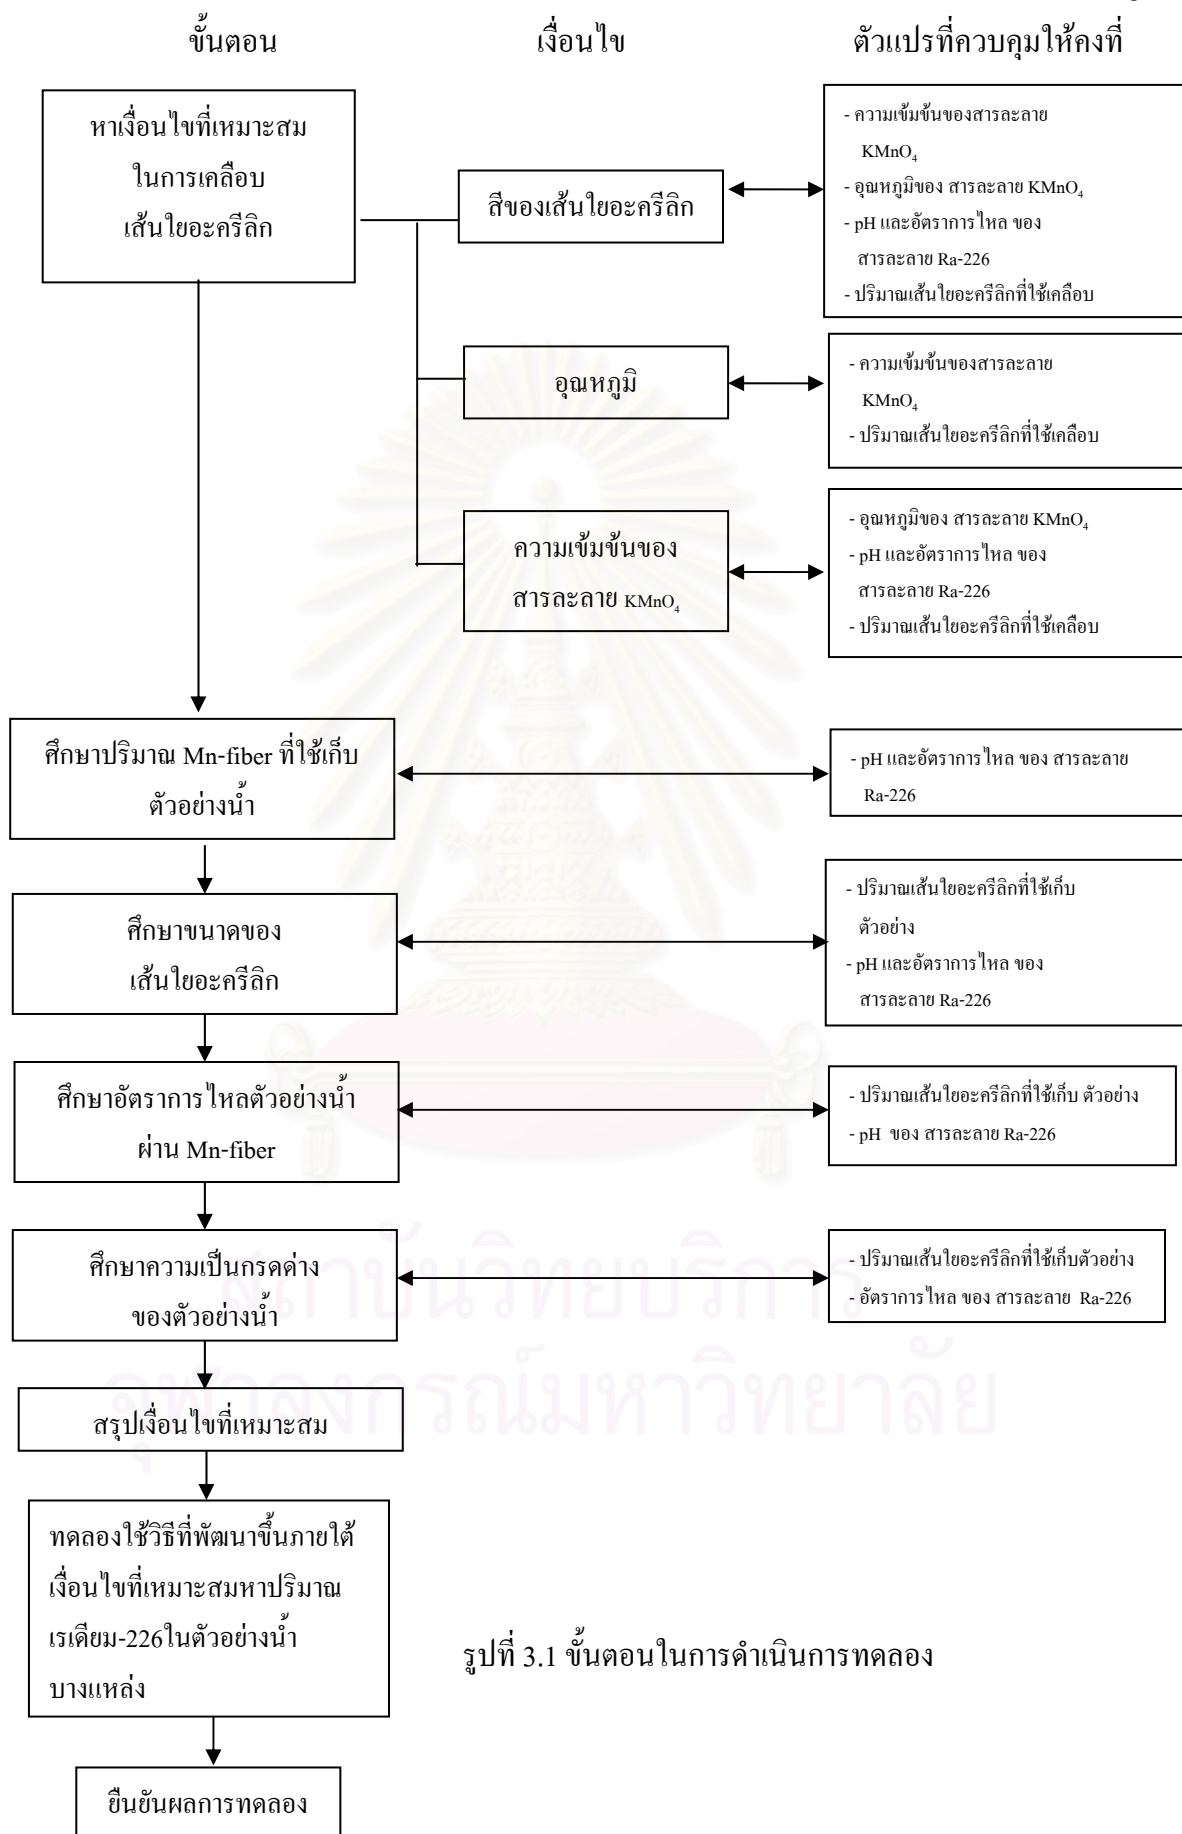 ขั้นตอน
เงื่อนไข
ตัวแปรที่ควบคุมให้คงที่
หาเงื่อนไขที่เหมาะสม
ในการเคลือบ
เส้นใยอะครีลิก
สีของเส้นใยอะครีลิก
- ความเข้มข้นของสารละลาย
KMnO₄
- อุณหภูมิของ สารละลาย KMnO₄
- pH และอัตราการไหล ของ
สารละลาย Ra-226
- ปริมาณเส้นใยอะครีลิกที่ใช้เคลือบ
อุณหภูมิ
- ความเข้มข้นของสารละลาย
KMnO₄
- ปริมาณเส้นใยอะครีลิกที่ใช้เคลือบ
ความเข้มข้นของ
สารละลาย KMnO₄
- อุณหภูมิของ สารละลาย KMnO₄
- pH และอัตราการไหล ของ
สารละลาย Ra-226
- ปริมาณเส้นใยอะครีลิกที่ใช้เคลือบ
ศึกษาปริมาณ Mn-fiber ที่ใช้เก็บ
ตัวอย่างน้ำ
- pH และอัตราการไหล ของ สารละลาย
Ra-226
ศึกษาขนาดของ
เส้นใยอะครีลิก
- ปริมาณเส้นใยอะครีลิกที่ใช้เก็บ
ตัวอย่าง
- pH และอัตราการไหล ของ
สารละลาย Ra-226
ศึกษาอัตราการไหลตัวอย่างน้ำ
ผ่าน Mn-fiber
- ปริมาณเส้นใยอะครีลิกที่ใช้เก็บ ตัวอย่าง
- pH ของ สารละลาย Ra-226
ศึกษาความเป็นกรดด่าง
ของตัวอย่างน้ำ
- ปริมาณเส้นใยอะครีลิกที่ใช้เก็บตัวอย่าง
- อัตราการไหล ของ สารละลาย Ra-226
สถาบันวิทยบริการ
จุฬาลงกรณ์มหาวิทยาลัย
สรุปเงื่อนไขที่เหมาะสม
ทดลองใช้วิธีที่พัฒนาขึ้นภายใต้
เงื่อนไขที่เหมาะสมหาปริมาณ
เรเดียม-226ในตัวอย่างน้ำ
บางแหล่ง
รูปที่ 3.1 ขั้นตอนในการดำเนินการทดลอง
ยืนยันผลการทดลอง